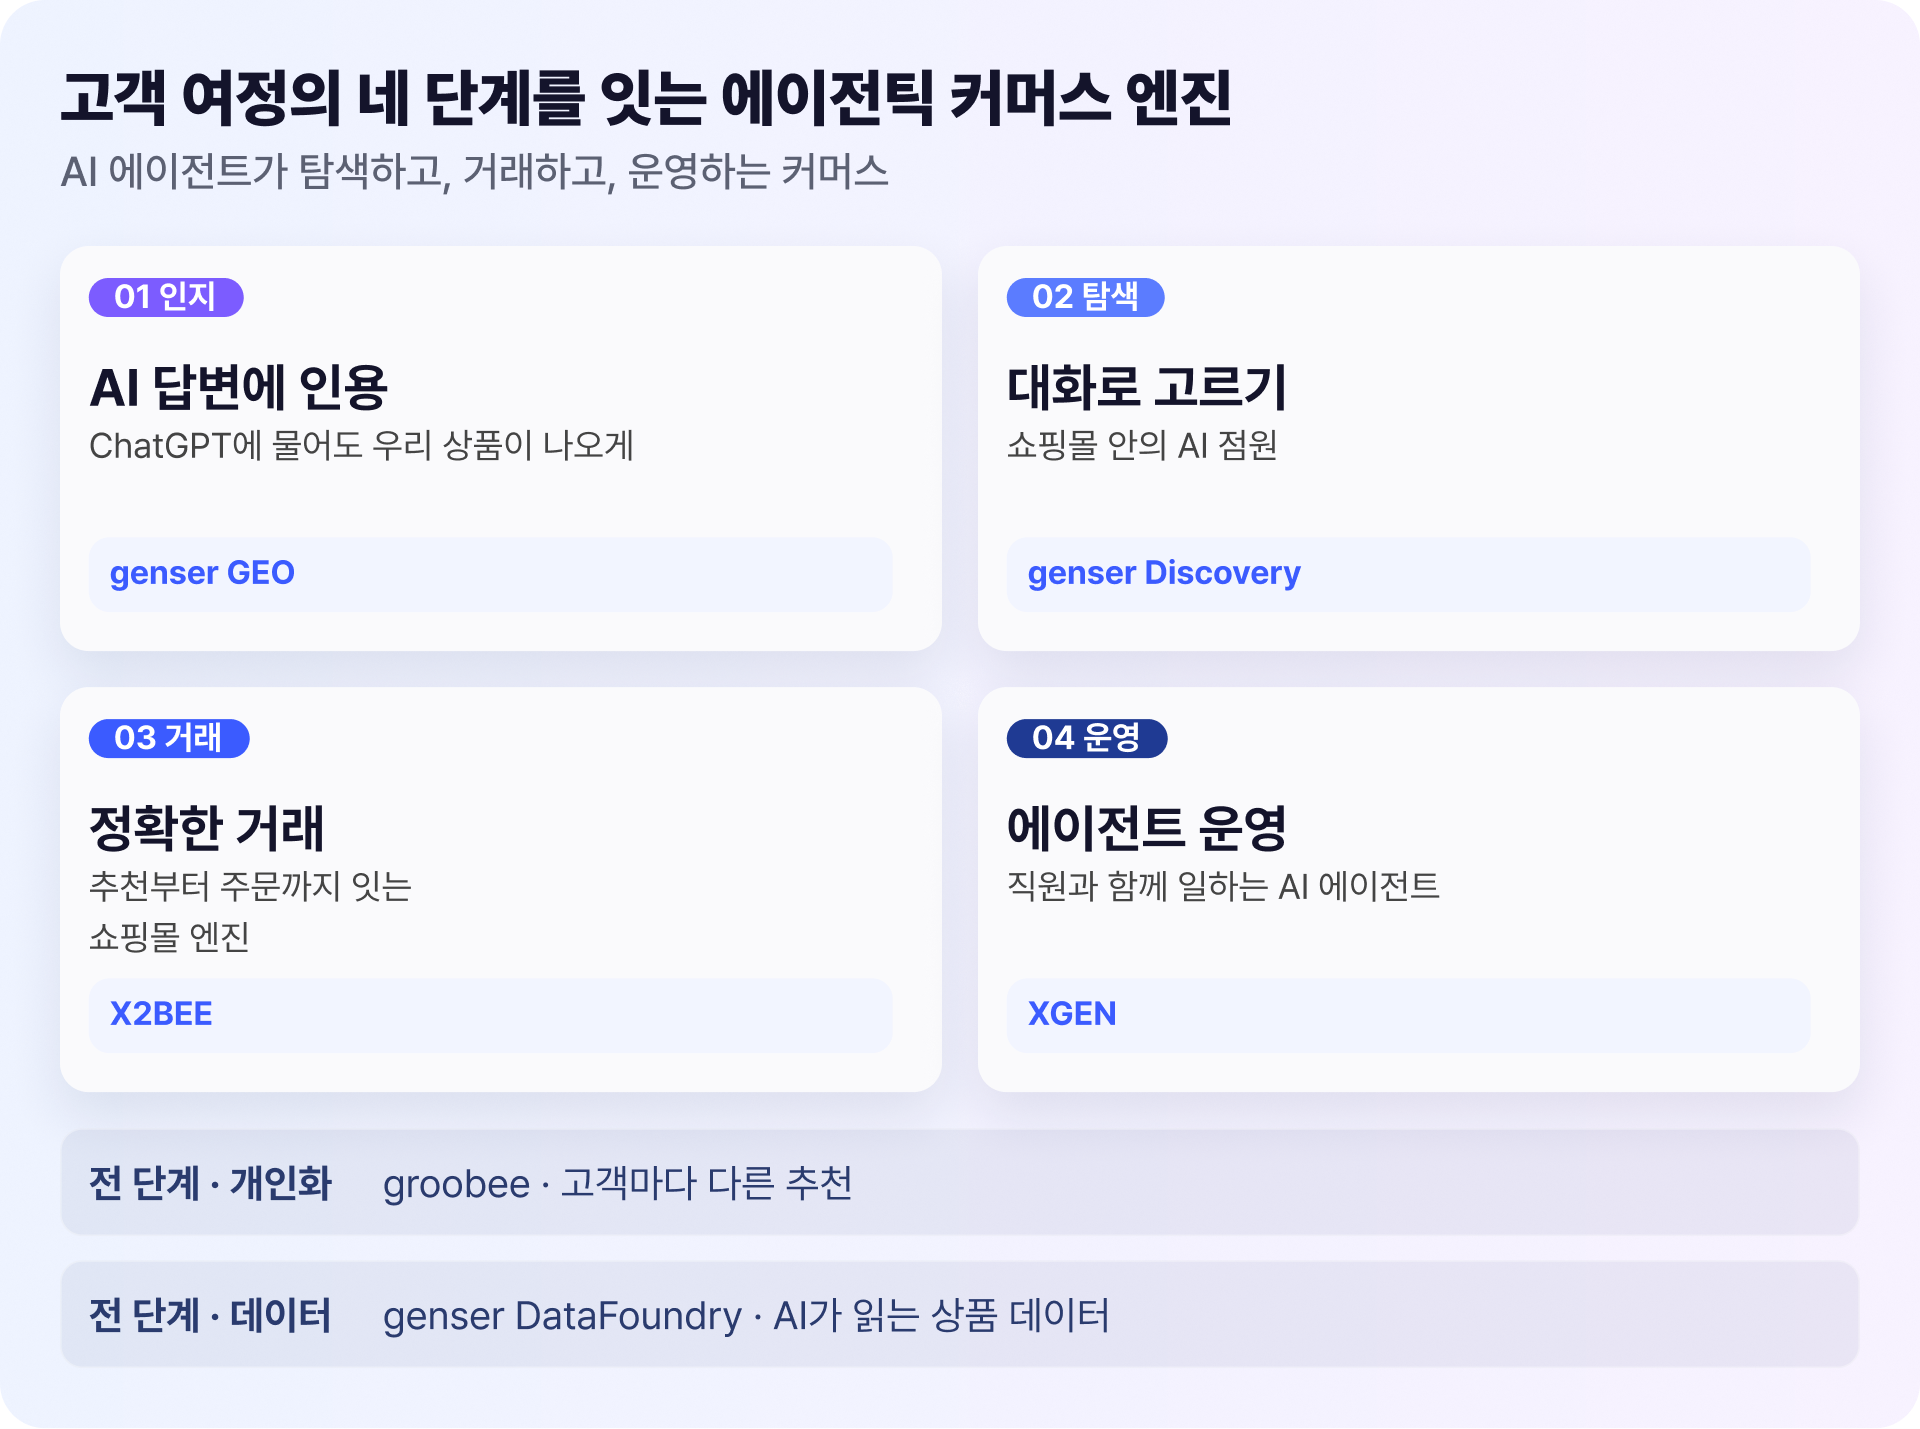 고객 여정의 네 단계를 잇는 에이전틱 커머스 엔진
AI 에이전트가 탐색하고, 거래하고, 운영하는 커머스
01 인지
AI 답변에 인용
ChatGPT에 물어도 우리 상품이 나오게
genser GEO
02 탐색
대화로 고르기
쇼핑몰 안의 AI 점원
genser Discovery
03 거래
정확한 거래
추천부터 주문까지 잇는
쇼핑몰 엔진
X2BEE
04 운영
에이전트 운영
직원과 함께 일하는 AI 에이전트
XGEN
전 단계 · 개인화 groobee · 고객마다 다른 추천
전 단계 · 데이터 genser DataFoundry · AI가 읽는 상품 데이터